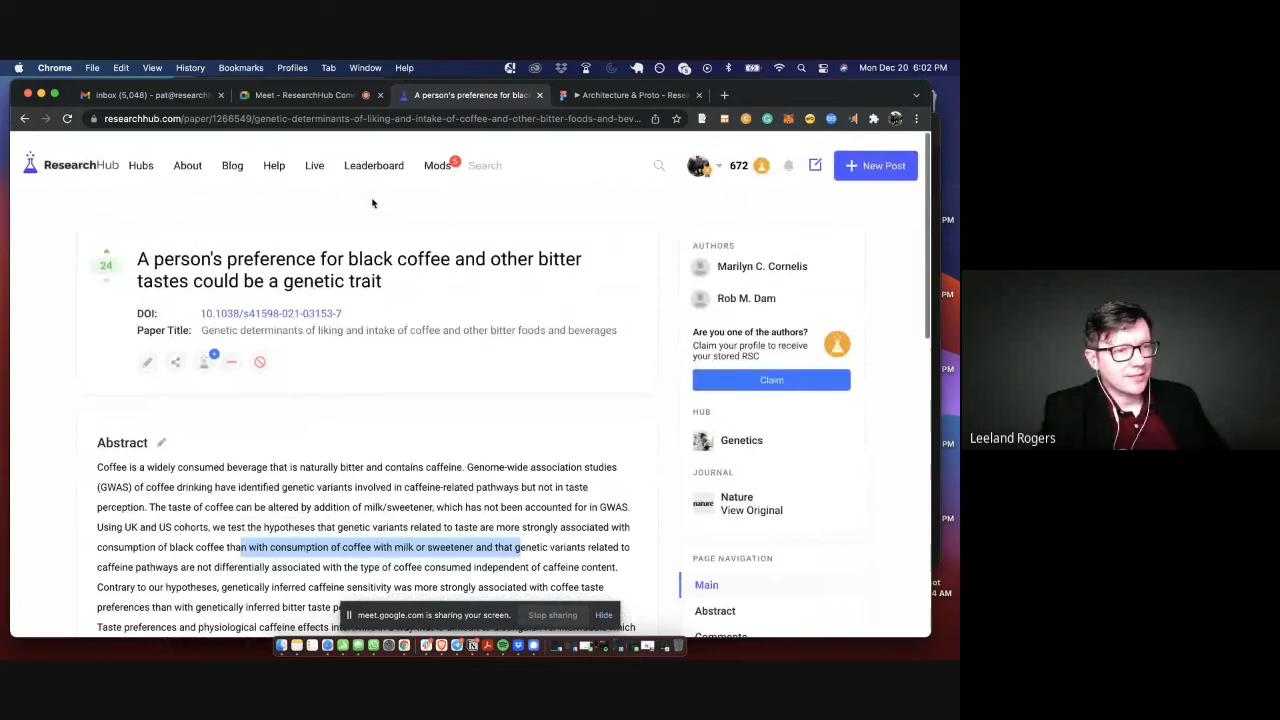 Chrome File Edit View History Bookmarks Profiles Tab Window Help Mon Dec 20 6:02 PM
Inbox (5,048) - pat@research Meet - ResearchHub Com A person's preference for blac Architecture & Proto - Resea
researchhub.com/paper/1266549/genetic-determinants-of-liking-and-intake-of-coffee-and-other-bitter-foods-and-bev...
ResearchHub Hubs About Blog Help Live Leaderboard Mods 5 Search 672 New Post
24
A person's preference for black coffee and other bitter
tastes could be a genetic trait
DOI: 10.1038/s41598-021-03153-7
Paper Title: Genetic determinants of liking and intake of coffee and other bitter foods and beverages
Abstract
Coffee is a widely consumed beverage that is naturally bitter and contains caffeine. Genome-wide association studies
(GWAS) of coffee drinking have identified genetic variants involved in caffeine-related pathways but not in taste
perception. The taste of coffee can be altered by addition of milk/sweetener, which has not been accounted for in GWAS.
Using UK and US cohorts, we test the hypotheses that genetic variants related to taste are more strongly associated with
consumption of black coffee than with consumption of coffee with milk or sweetener and that genetic variants related to
caffeine pathways are not differentially associated with the type of coffee consumed independent of caffeine content.
Contrary to our hypotheses, genetically inferred caffeine sensitivity was more strongly associated with coffee taste
preferences than with genetically inferred bitter taste
Taste preferences and physiological caffeine effects which
meet.google.com is sharing your screen. Stop sharing Hide
AUTHORS
Marilyn C. Cornelis
Rob M. Dam
Are you one of the authors?
Claim your profile to receive
your stored RSC
Claim
HUB
Genetics
JOURNAL
nature
Nature
View Original
PAGE NAVIGATION
Main
Abstract
Comments
PM
PM
PM
PM
PM
ot
4 AM
Leeland Rogers